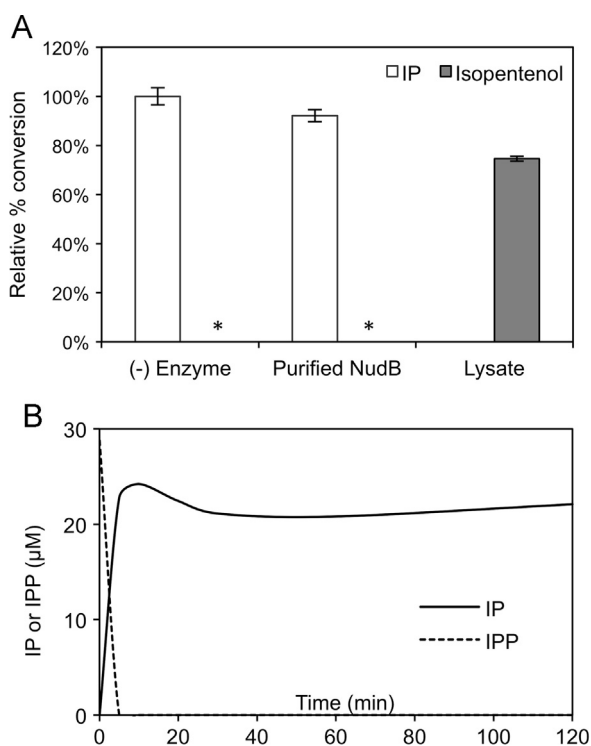 A
120%
100%
80%
60%
40%
20%
0%
Relative % conversion
IP Isopentenol
* *
(-) Enzyme Purified NudB Lysate
B
30
20
10
0
IP or IPP (µM)
IP
IPP
Time (min)
0 20 40 60 80 100 120